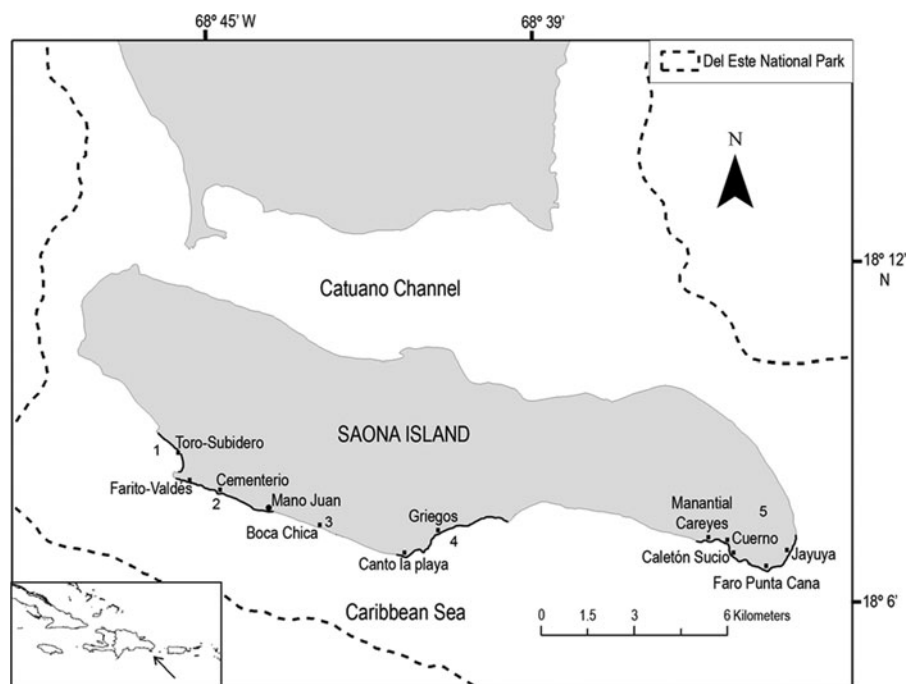 68° 45' W
68° 39'
Del Este National Park
N
18° 12'
N
Catuano Channel
SAONA ISLAND
1
Toro-Subidero
Farito-Valdes
Cementerio
2
Mano Juan
Boca Chica
3
Griegos
4
Canto la playa
Manantial
Careyes
5
Cuerno
Caletón Sucio
Jayuya
Faro Punta Cana
Caribbean Sea
18° 6'
0 1.5 3 6 Kilometers